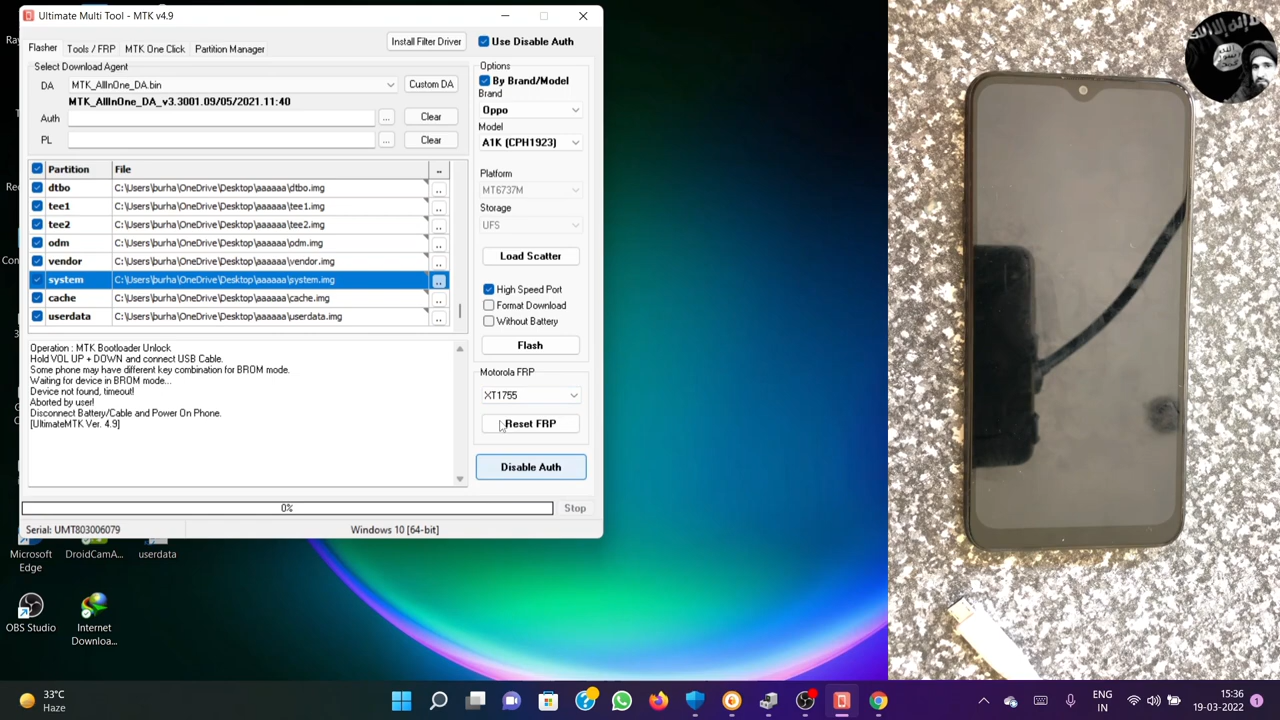 Ultimate Multi Tool - MTK v4.9
Flasher
Tools / FRP
MTK One Click
Partition Manager
Install Filter Driver
Use Disable Auth
Select Download Agent
DA
MTK_AllInOne_DA.bin
Custom DA
MTK_AllInOne_DA_v3.3001.09/05/2021.11:40
Auth
...
Clear
PL
...
Clear
Partition File ..
dtbo C:\Users\burha\OneDrive\Desktop\aaaaaa\dtbo.img ..
tee1 C:\Users\burha\OneDrive\Desktop\aaaaaa\tee1.img ..
tee2 C:\Users\burha\OneDrive\Desktop\aaaaaa\tee2.img ..
odm C:\Users\burha\OneDrive\Desktop\aaaaaa\odm.img ..
vendor C:\Users\burha\OneDrive\Desktop\aaaaaa\vendor.img ..
system C:\Users\burha\OneDrive\Desktop\aaaaaa\system.img ..
cache C:\Users\burha\OneDrive\Desktop\aaaaaa\cache.img ..
userdata C:\Users\burha\OneDrive\Desktop\aaaaaa\userdata.img ..
Operation : MTK Bootloader Unlock
Hold VOL UP + DOWN and connect USB Cable.
Some phone may have different key combination for BROM mode.
Waiting for device in BROM mode...
Device not found, timeout!
Aborted by user!
Disconnect Battery/Cable and Power On Phone.
[UltimateMTK Ver. 4.9]
Options
By Brand/Model
Brand
Oppo
Model
A1K (CPH1923)
Platform
MT6737M
Storage
UFS
Load Scatter
High Speed Port
Format Download
Without Battery
Flash
Motorola FRP
XT1755
Reset FRP
Disable Auth
0%
Stop
Serial: UMT803006079
Windows 10 [64-bit]
Microsoft
Edge
DroidCamA...
userdata
OBS Studio
Internet
Downloa...
33°C
Haze
ENG
IN
15:36
19-03-2022
1